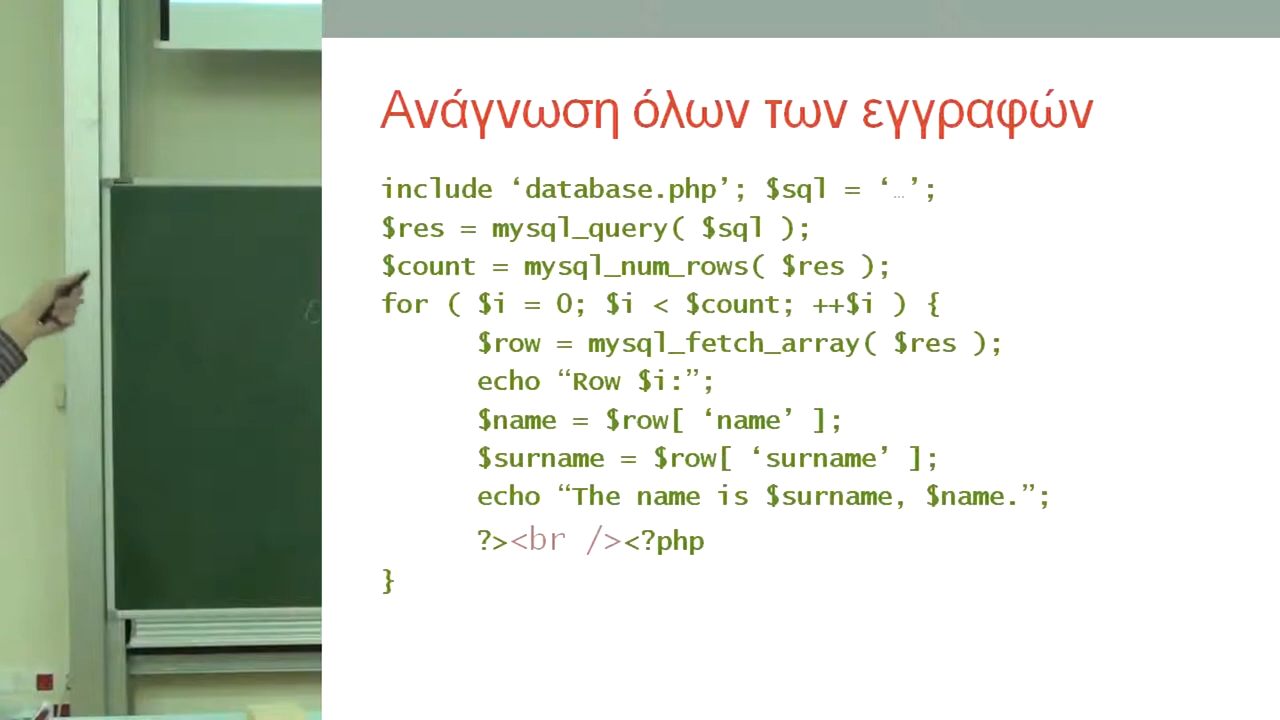 Ανάγνωση όλων των εγγραφών
include ‘database.php’; $sql = ‘…’;
$res = mysql_query( $sql );
$count = mysql_num_rows( $res );
for ( $i = 0; $i < $count; ++$i ) {
$row = mysql_fetch_array( $res );
echo “Row $i:”;
$name = $row[ ‘name’ ];
$surname = $row[ ‘surname’ ];
echo “The name is $surname, $name.”;
?><br /><?php
}